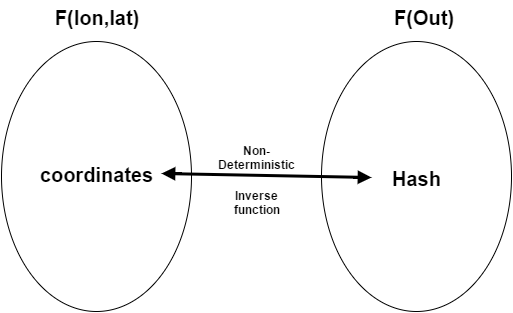 F(lon,lat)
F(Out)
coordinates
Non-
Deterministic
Inverse
function
Hash